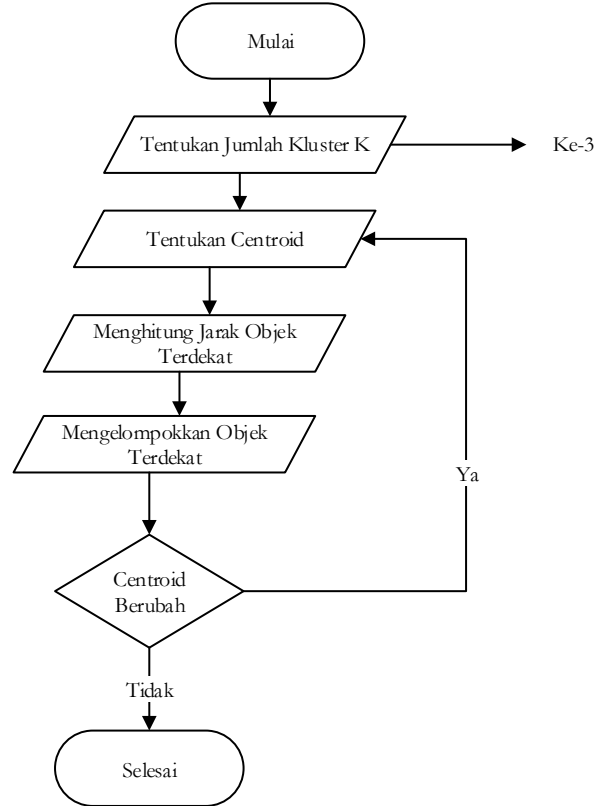 Mulai
Tentukan Jumlah Kluster K
Ke-3
Tentukan Centroid
Menghitung Jarak Objek
Terdekat
Mengelompokkan Objek
Terdekat
Ya
Centroid
Berubah
Tidak
Selesai